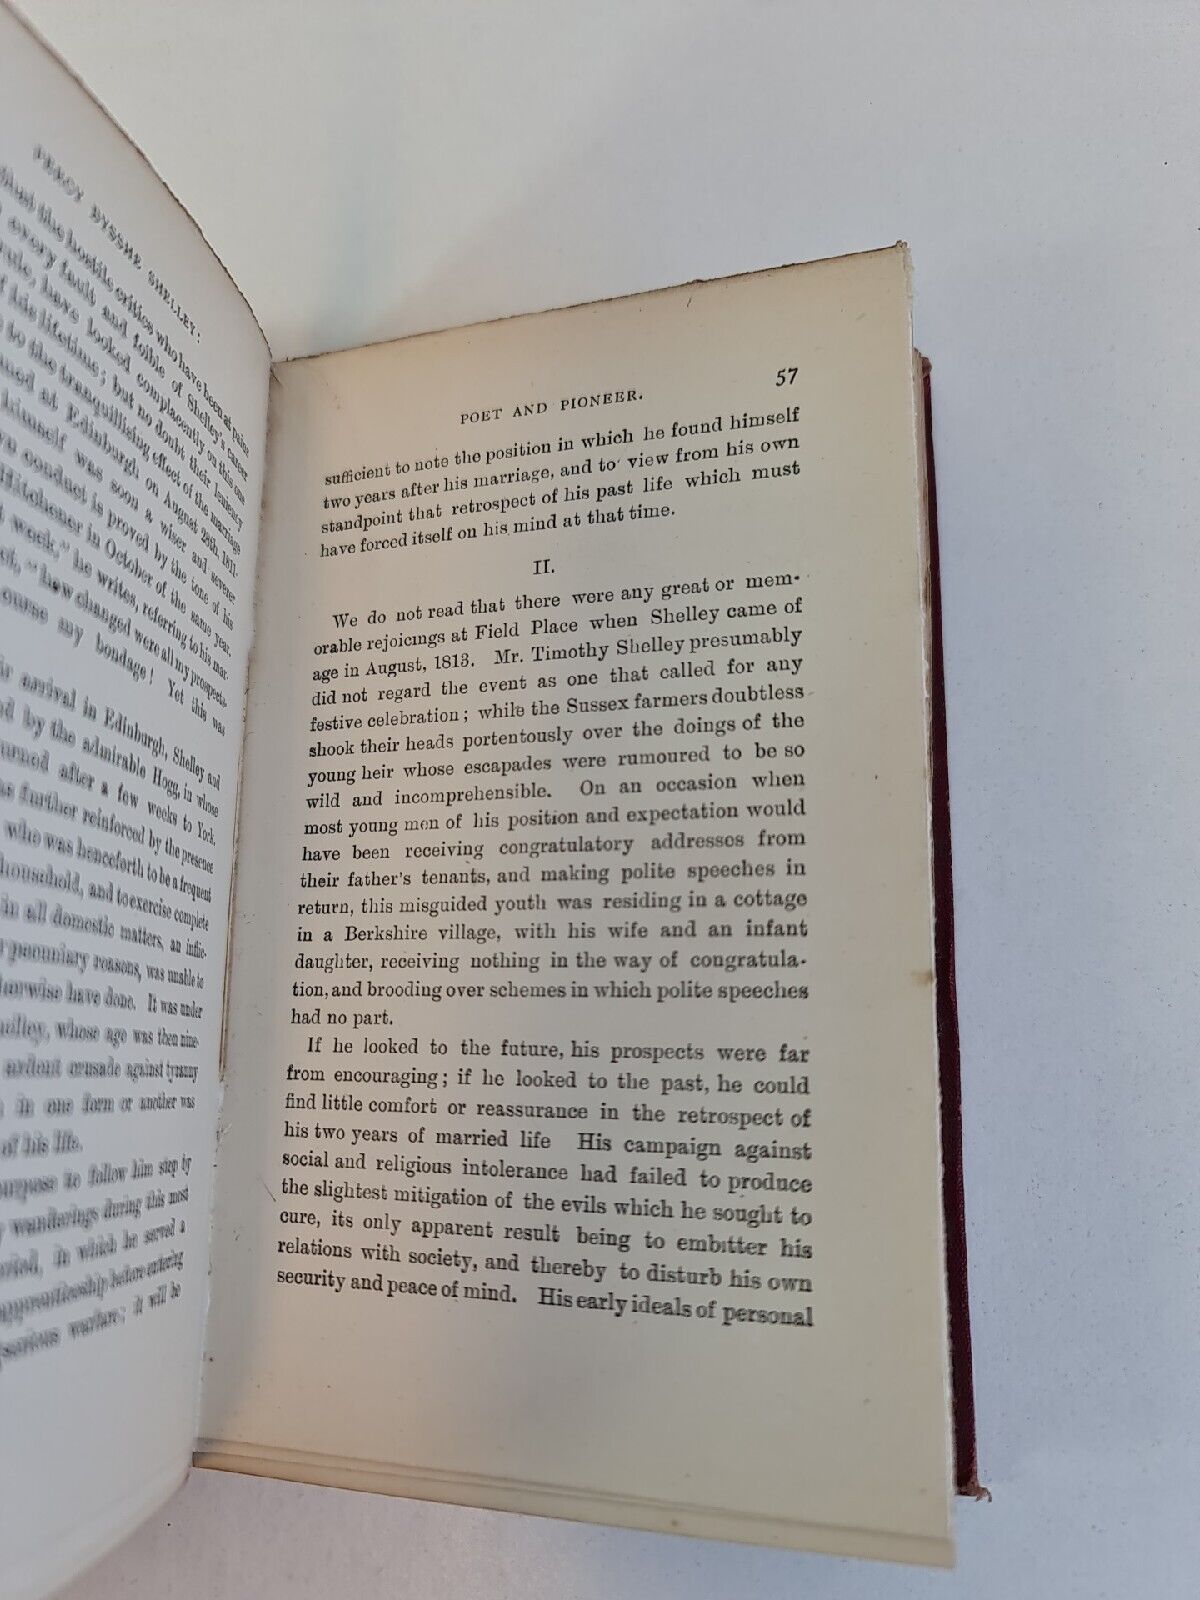 PERCY BYSSHE SHELLEY:
the hostile critics who have been at pains
every fault and foible of Shelley's career
have looked complacently on this one
his lifetime; but no doubt their leniency
to the tranquillising effect of the marriage
at Edinburgh on August 28th, 1811.
himself was soon a wiser and severer
conduct is proved by the tone of his
Hitchener in October of the same year.
week," he writes, referring to his mar-
"how changed were all my prospects.
any bondage! Yet this was
arrival in Edinburgh, Shelley and
by the admirable Hogg, in whose
after a few weeks to York.
further reinforced by the presence
who was henceforth to be a frequent
household, and to exercise complete
in all domestic matters, an influ-
pecuniary reasons, was unable to
have done. It was under
whose age was then nine-
ardent crusade against tyranny
in one form or another was
of his life.
to follow him step by
wanderings during this most
in which he served a
apprenticeship before entering
serious warfare; it will be
POET AND PIONEER.
57
sufficient to note the position in which he found himself
two years after his marriage, and to view from his own
standpoint that retrospect of his past life which must
have forced itself on his mind at that time.
II.
We do not read that there were any great or mem-
orable rejoicings at Field Place when Shelley came of
age in August, 1813. Mr. Timothy Shelley presumably
did not regard the event as one that called for any
festive celebration; while the Sussex farmers doubtless
shook their heads portentously over the doings of the
young heir whose escapades were rumoured to be so
wild and incomprehensible. On an occasion when
most young men of his position and expectation would
have been receiving congratulatory addresses from
their father's tenants, and making polite speeches in
return, this misguided youth was residing in a cottage
in a Berkshire village, with his wife and an infant
daughter, receiving nothing in the way of congratula-
tion, and brooding over schemes in which polite speeches
had no part.
If he looked to the future, his prospects were far
from encouraging; if he looked to the past, he could
find little comfort or reassurance in the retrospect of
his two years of married life His campaign against
social and religious intolerance had failed to produce
the slightest mitigation of the evils which he sought to
cure, its only apparent result being to embitter his
relations with society, and thereby to disturb his own
security and peace of mind. His early ideals of personal